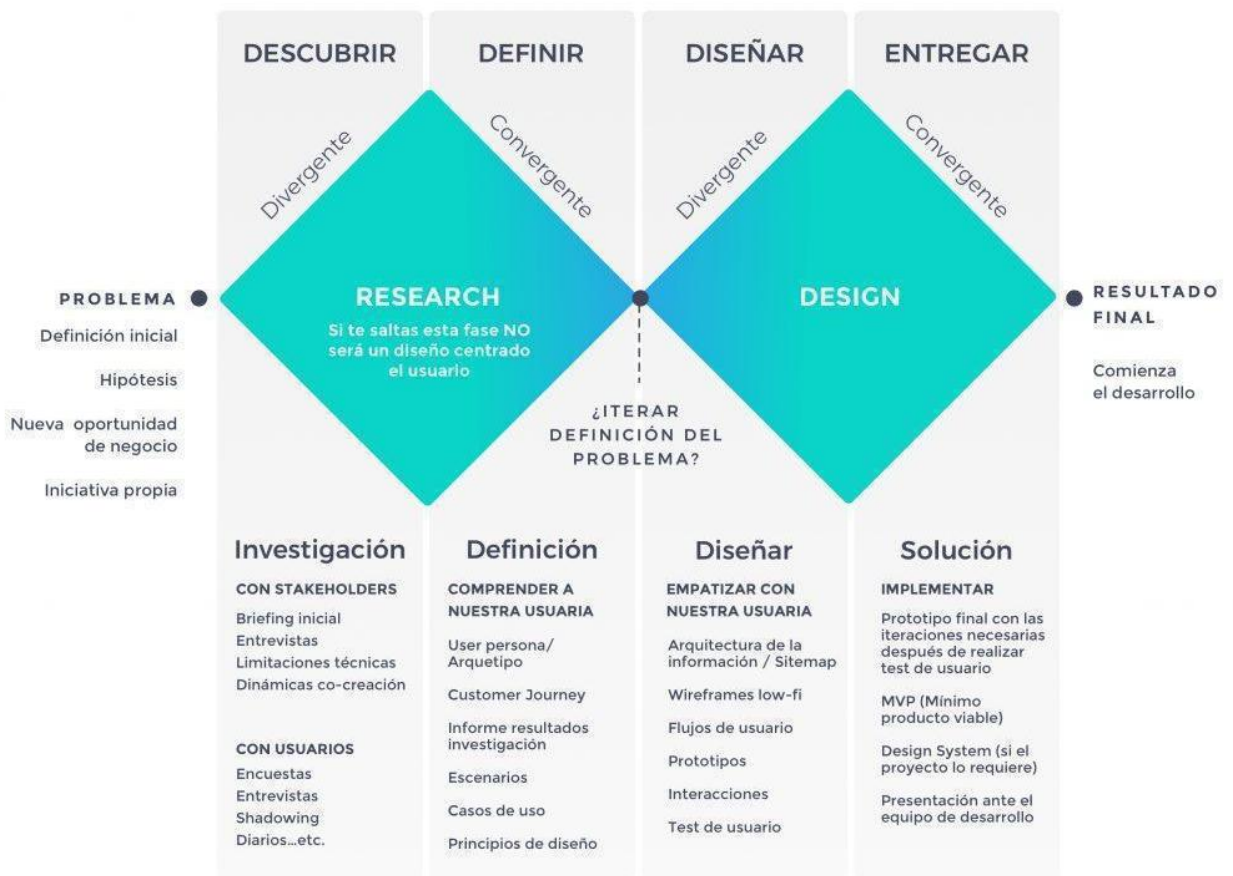 DESCUBRIR
DEFINIR
DISEÑAR
ENTREGAR
Divergente
Convergente
Divergente
Convergente
PROBLEMA
Definición inicial
Hipótesis
Nueva oportunidad
de negocio
Iniciativa propia
RESEARCH
Si te saltas esta fase NO
será un diseño centrado
el usuario
¿ITERAR
DEFINICIÓN DEL
PROBLEMA?
DESIGN
RESULTADO
FINAL
Comienza
el desarrollo
Investigación
CON STAKEHOLDERS
Briefing inicial
Entrevistas
Limitaciones técnicas
Dinámicas co-creación
CON USUARIOS
Encuestas
Entrevistas
Shadowing
Diarios...etc.
Definición
COMPRENDER A
NUESTRA USUARIA
User persona/
Arquetipo
Customer Journey
Informe resultados
investigación
Escenarios
Casos de uso
Principios de diseño
Diseñar
EMPATIZAR CON
NUESTRA USUARIA
Arquitectura de la
información / Sitemap
Wireframes low-fi
Flujos de usuario
Prototipos
Interacciones
Test de usuario
Solución
IMPLEMENTAR
Prototipo final con las
iteraciones necesarias
después de realizar
test de usuario
MVP (Mínimo
producto viable)
Design System (si el
proyecto lo requiere)
Presentación ante el
equipo de desarrollo